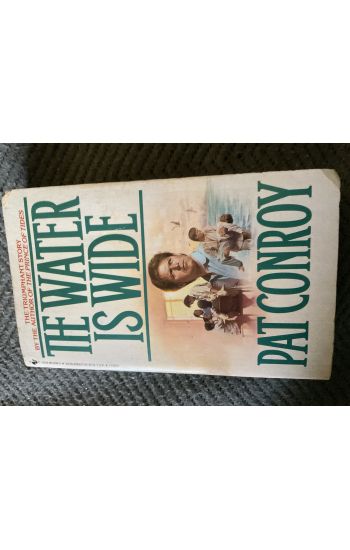 THE TRIUMPHANT STORY
BY THE AUTHOR OF THE PRINCE OF TIDES
THE WATER
IS WIDE
PAT CONROY